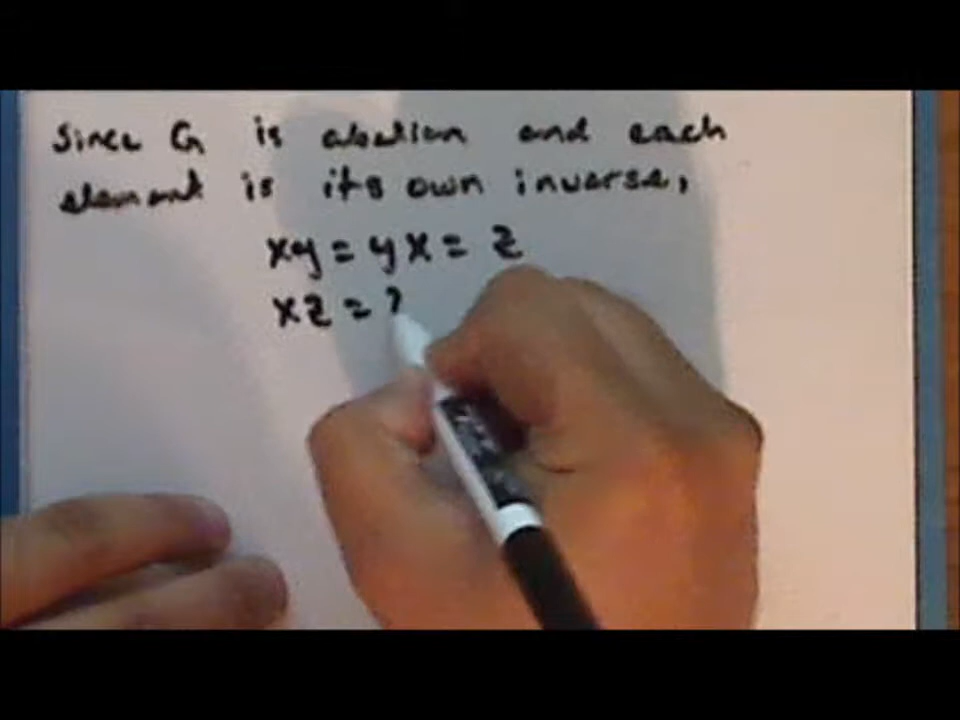 Since G is abelian and each
element is its own inverse,
xy = yx = z
xz =